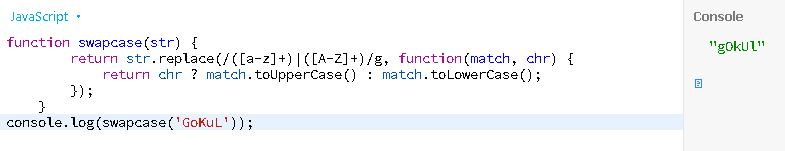 JavaScript
Console
function swapcase(str) {
return str.replace(/([a-z]+)|([A-Z]+)/g, function(match, chr) {
return chr ? match.toUpperCase() : match.toLowerCase();
});
}
console.log(swapcase('GoKuL'));
"gOkUl"